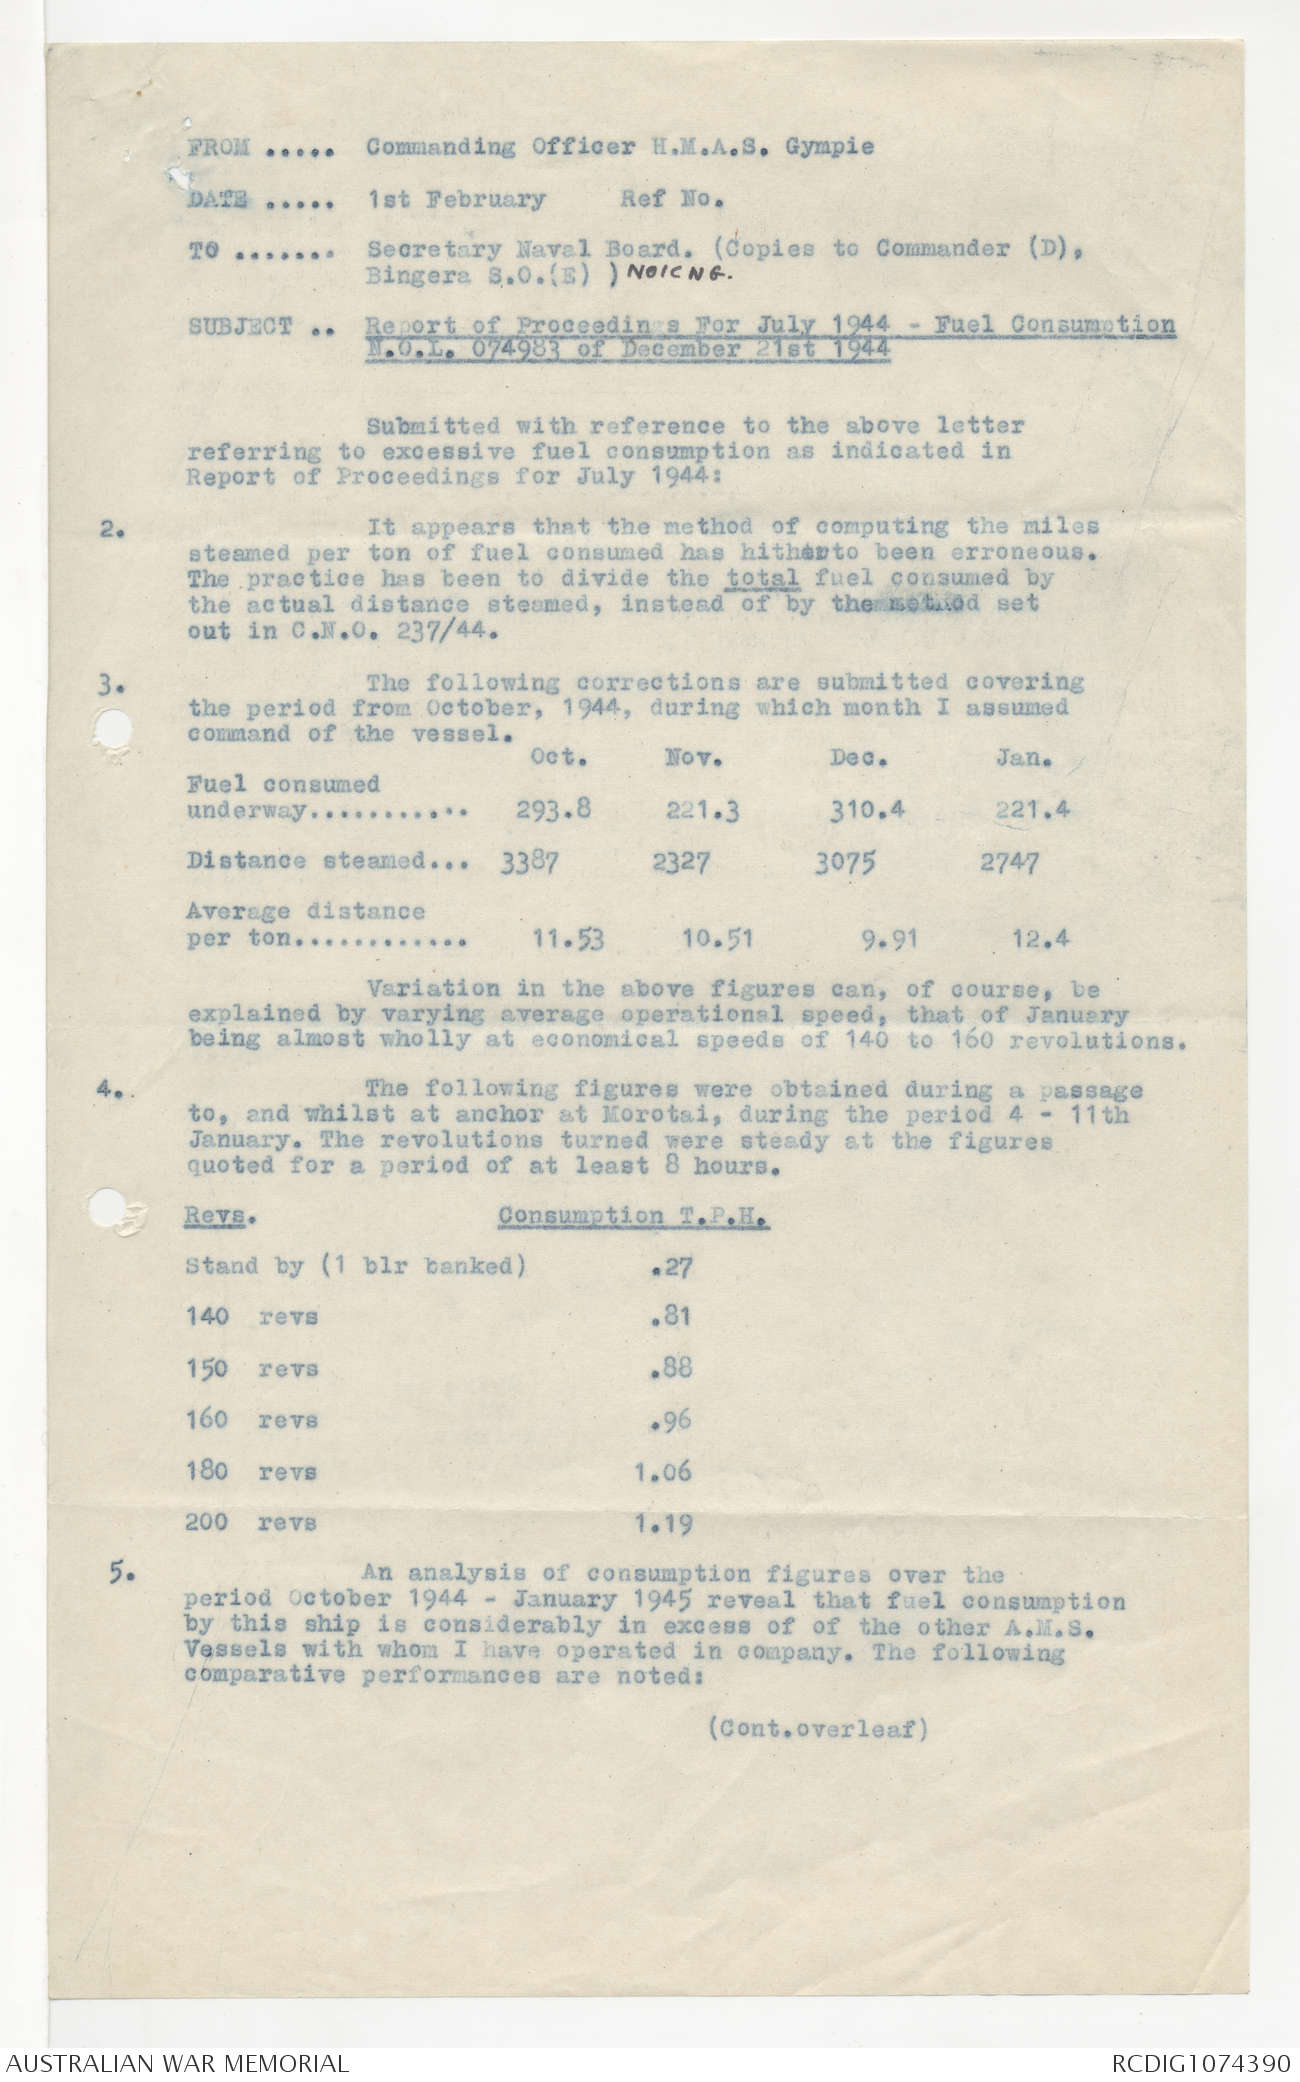 FROM ..... Commanding Officer H.M.A.S. Gympie
DATE ..... 1st February Ref No.
TO ....... Secretary Naval Board. (Copies to Commander (D),
Bingera S.O.(E) ) NOICNG.
SUBJECT .. Report of Proceedings For July 1944 - Fuel Consumption
N.O.L. 074983 of December 21st 1944
Submitted with reference to the above letter
referring to excessive fuel consumption as indicated in
Report of Proceedings for July 1944:
2. It appears that the method of computing the miles
steamed per ton of fuel consumed has hitherto been erroneous.
The practice has been to divide the total fuel consumed by
the actual distance steamed, instead of by the method set
out in C.N.O. 237/44.
3. The following corrections are submitted covering
the period from October, 1944, during which month I assumed
command of the vessel.
Oct. Nov. Dec. Jan.
Fuel consumed
underway........... 293.8 221.3 310.4 221.4
Distance steamed... 3387 2327 3075 2747
Average distance
per ton............ 11.53 10.51 9.91 12.4
Variation in the above figures can, of course, be
explained by varying average operational speed, that of January
being almost wholly at economical speeds of 140 to 160 revolutions.
4. The following figures were obtained during a passage
to, and whilst at anchor at Morotai, during the period 4 - 11th
January. The revolutions turned were steady at the figures
quoted for a period of at least 8 hours.
Revs. Consumption T.P.H.
Stand by (1 blr banked) .27
140 revs .81
150 revs .88
160 revs .96
180 revs 1.06
200 revs 1.19
5. An analysis of consumption figures over the
period October 1944 - January 1945 reveal that fuel consumption
by this ship is considerably in excess of of the other A.M.S.
Vessels with whom I have operated in company. The following
comparative performances are noted:
(Cont.overleaf)
AUSTRALIAN WAR MEMORIAL RCDIG1074390